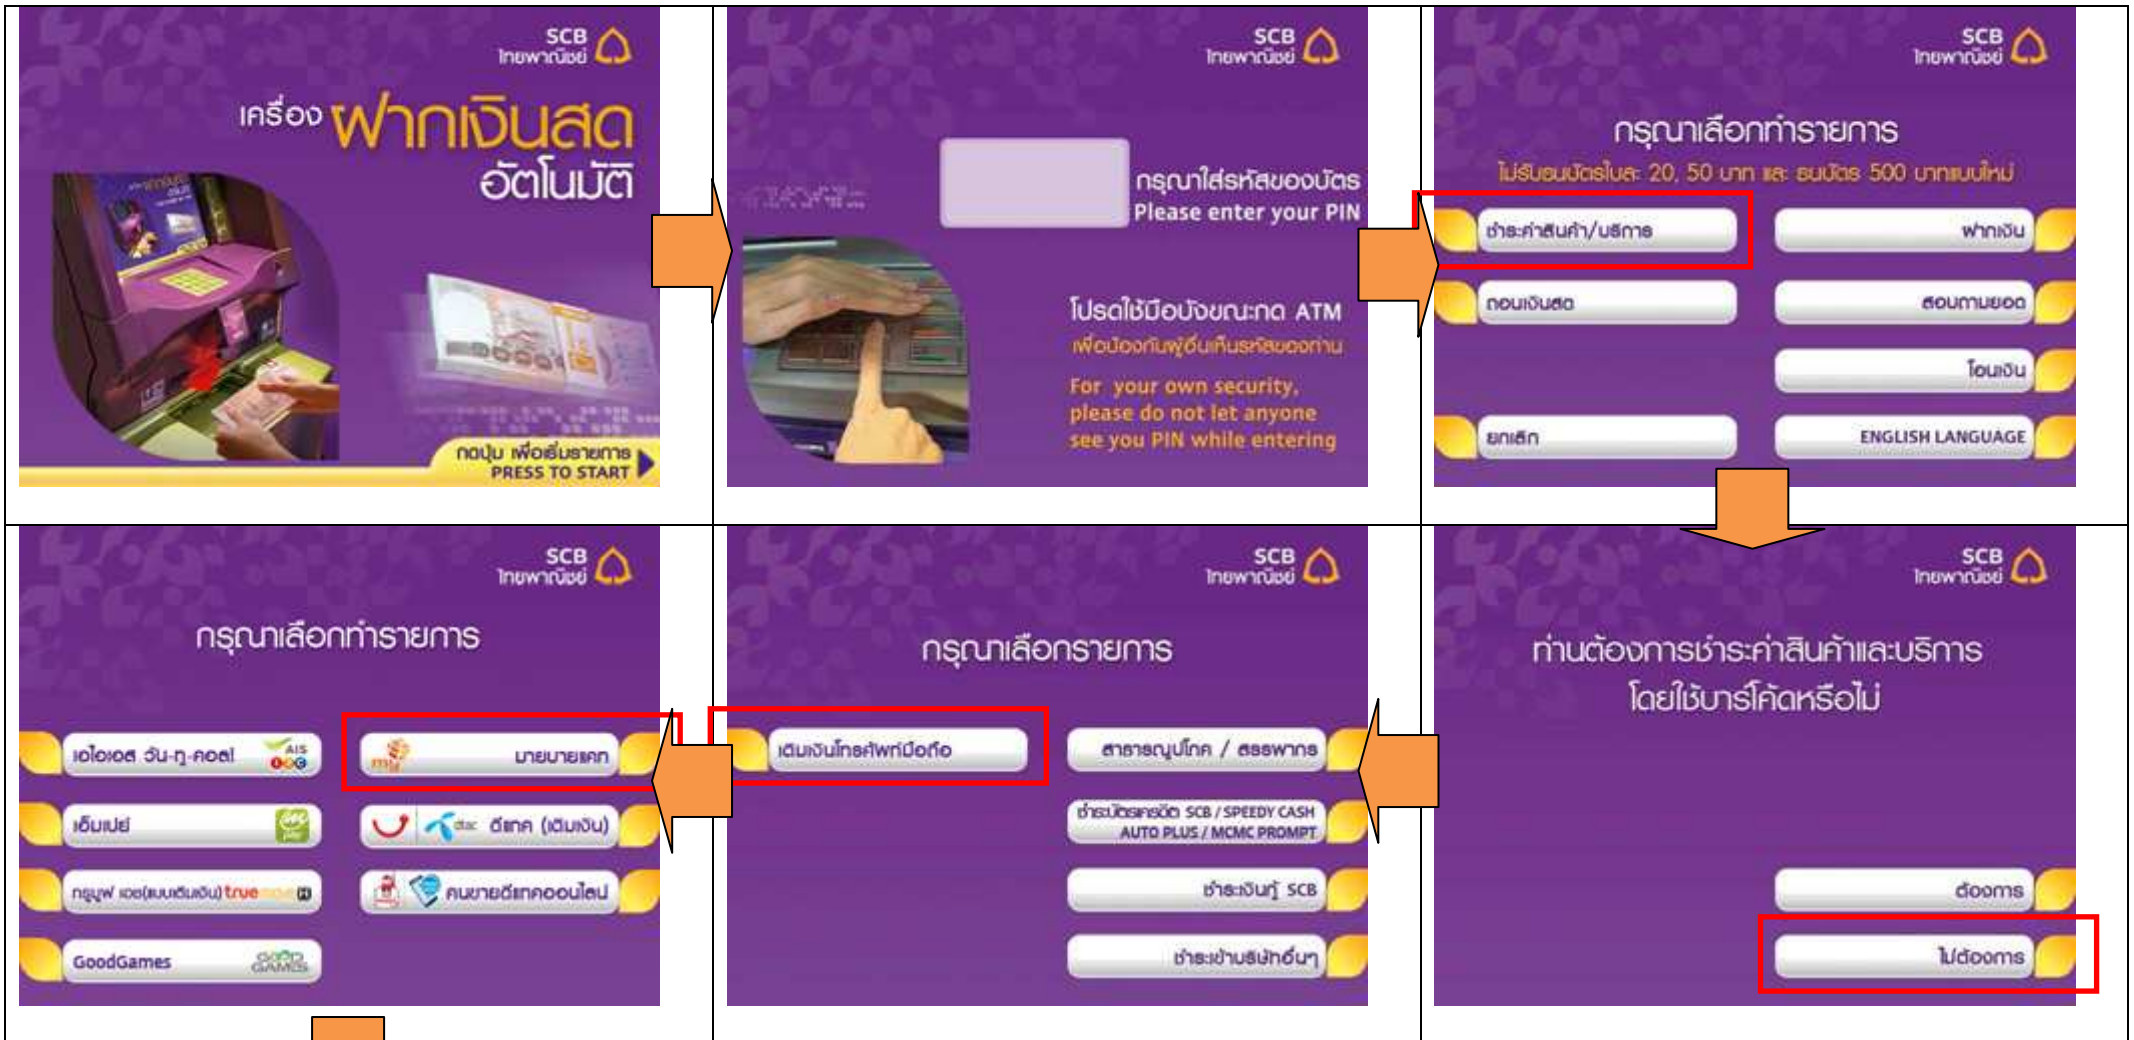 SCB
ไทยพาณิชย์
เครื่อง ฝากเงินสด
อัตโนมัติ
กดปุ่ม เพื่อเริ่มรายการ
PRESS TO START
SCB
ไทยพาณิชย์
กรุณาใส่รหัสของบัตร
Please enter your PIN
โปรดใช้มือบังขณะกด ATM
เพื่อป้องกันผู้อื่นเห็นรหัสของท่าน
For your own security,
please do not let anyone
see you PIN while entering
SCB
ไทยพาณิชย์
กรุณาเลือกทำรายการ
ไม่รับธนบัตรใบละ 20, 50 บาท และ ธนบัตร 500 บาทแบบใหม่
ชำระค่าสินค้า/บริการ
ฝากเงิน
ถอนเงินสด
สอบถามยอด
โอนเงิน
ยกเลิก
ENGLISH LANGUAGE
SCB
ไทยพาณิชย์
กรุณาเลือกทำรายการ
เอไอเอส วัน-ทู-คอล! AIS
my มายบายแคท
เอ็มเปย์
dtac ดีแทค (เติมเงิน)
ทรูมูฟ เอช(แบบเติมเงิน) true move H
คนขายดีแทคออนไลน์
GoodGames GOOD GAMES
SCB
ไทยพาณิชย์
กรุณาเลือกรายการ
เติมเงินโทรศัพท์มือถือ
สาธารณูปโภค / สรรพากร
ชำระบัตรเครดิต SCB / SPEEDY CASH
AUTO PLUS / MCMC PROMPT
ชำระเงินกู้ SCB
ชำระเข้าบริษัทอื่นๆ
SCB
ไทยพาณิชย์
ท่านต้องการชำระค่าสินค้าและบริการ
โดยใช้บาร์โค้ดหรือไม่
ต้องการ
ไม่ต้องการ